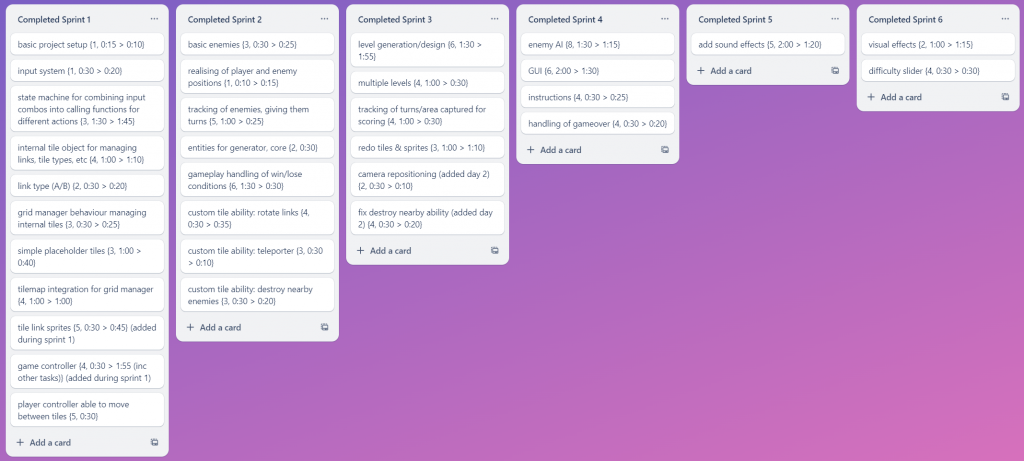 Completed Sprint 1
basic project setup {1, 0:15 > 0:10}
input system {1, 0:30 > 0:20}
state machine for combining input
combos into calling functions for
different actions {3, 1:30 > 1:45}
internal tile object for managing
links, tile types, etc {4, 1:00 > 1:10}
link type (A/B) {2, 0:30 > 0:20}
grid manager behaviour managing
internal tiles {3, 0:30 > 0:25}
simple placeholder tiles {3, 1:00 >
0:40}
tilemap integration for grid manager
{4, 1:00 > 1:00}
tile link sprites {5, 0:30 > 0:45} (added
during sprint 1)
game controller {4, 0:30 > 1:55 (inc
other tasks)} (added during sprint 1)
player controller able to move
between tiles {5, 0:30}
+ Add a card
Completed Sprint 2
basic enemies {3, 0:30 > 0:25}
realising of player and enemy
positions {1, 0:10 > 0:15}
tracking of enemies, giving them
turns {5, 1:00 > 0:25}
entities for generator, core {2, 0:30}
gameplay handling of win/lose
conditions {6, 1:30 > 0:30}
custom tile ability: rotate links {4,
0:30 > 0:35}
custom tile ability: teleporter {3, 0:30
> 0:10}
custom tile ability: destroy nearby
enemies {3, 0:30 > 0:20}
+ Add a card
Completed Sprint 3
level generation/design {6, 1:30 >
1:55}
multiple levels {4, 1:00 > 0:30}
tracking of turns/area captured for
scoring {4, 1:00 > 0:30}
redo tiles & sprites {3, 1:00 > 1:10}
camera repositioning (added day 2)
{2, 0:30 > 0:10}
fix destroy nearby ability (added day
2) {4, 0:30 > 0:20}
+ Add a card
Completed Sprint 4
enemy AI {8, 1:30 > 1:15}
GUI {6, 2:00 > 1:30}
instructions {4, 0:30 > 0:25}
handling of gameover {4, 0:30 > 0:20}
+ Add a card
Completed Sprint 5
add sound effects {5, 2:00 > 1:20}
+ Add a card
Completed Sprint 6
visual effects {2, 1:00 > 1:15}
difficulty slider {4, 0:30 > 0:30}
+ Add a card